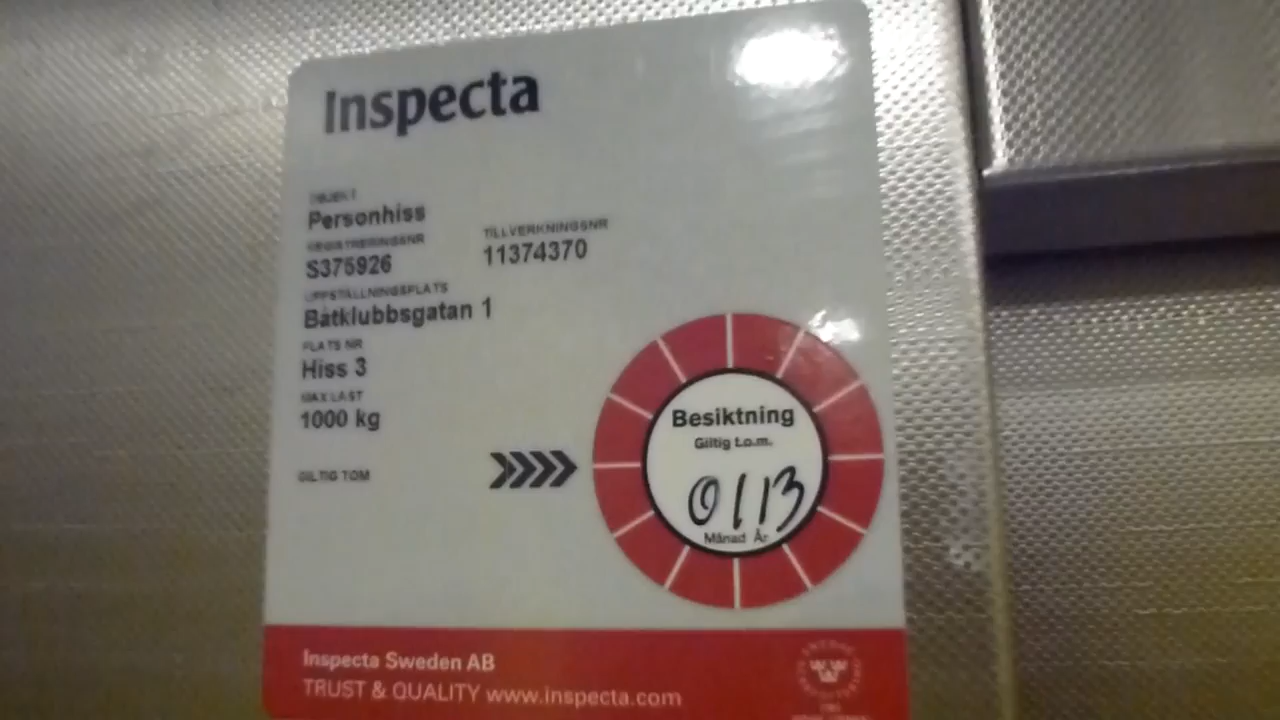 Inspecta
OBJEKT
Personhiss
REGISTRERINGSNR
TILLVERKNINGSNR
S375926
11374370
UPPSTÄLLNINGSPLATS
Båtklubbsgatan 1
PLATS NR
Hiss 3
MAX LAST
1000 kg
GILTIG TOM
Besiktning
Giltig t.o.m.
01 13
Månad År
Inspecta Sweden AB
TRUST & QUALITY www.inspecta.com